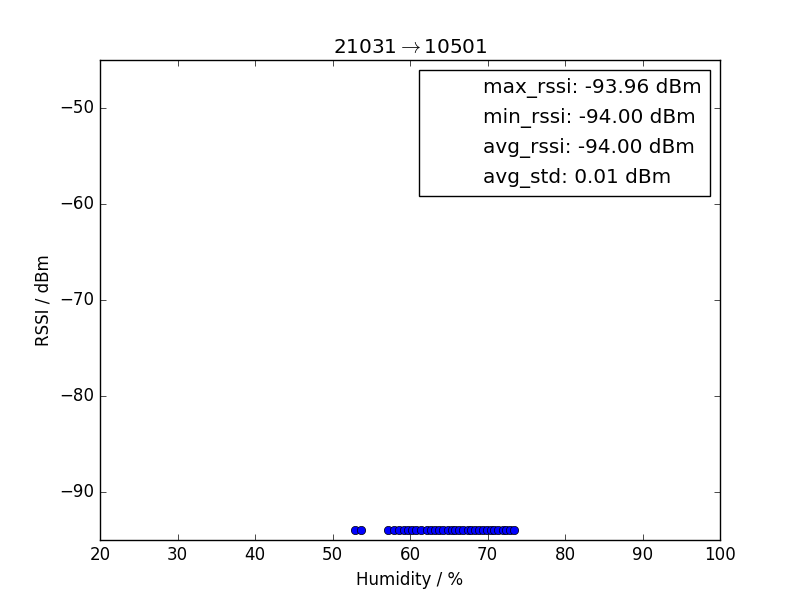 21031→10501
max_rssi: -93.96 dBm
min_rssi: -94.00 dBm
avg_rssi: -94.00 dBm
avg_std: 0.01 dBm
−50
−60
−70
−80
−90
RSSI / dBm
20 30 40 50 60 70 80 90 100
Humidity / %